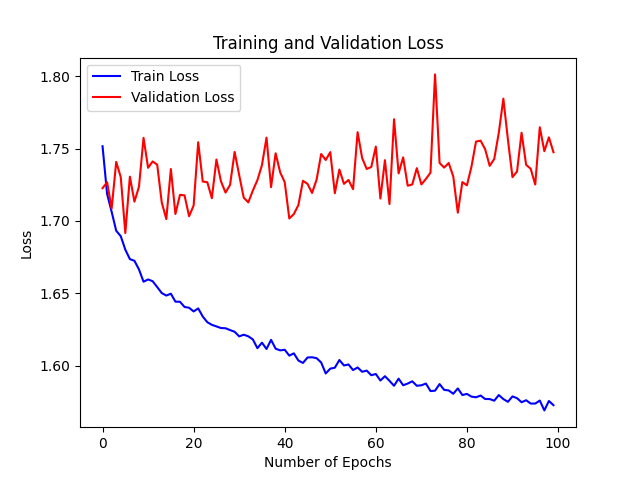 Training and Validation Loss
Train Loss
Validation Loss
1.80
1.75
1.70
1.65
1.60
Loss
0
20
40
60
80
100
Number of Epochs